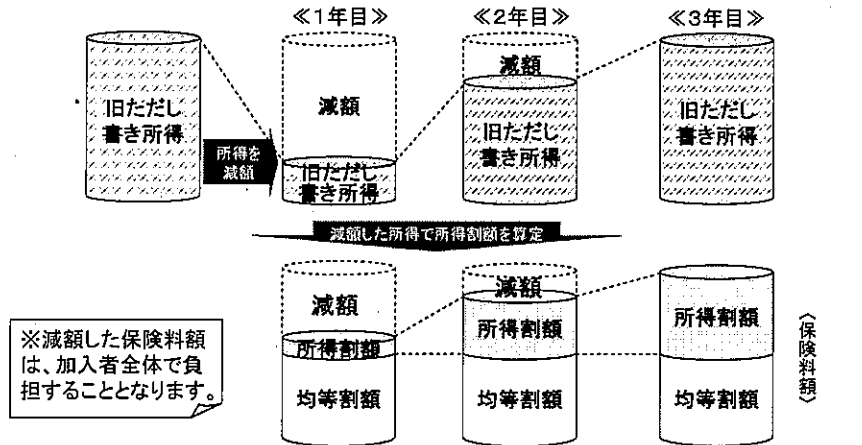 ≪1年目≫
≪2年目≫
≪3年目≫
旧ただし
書き所得
所得を
減額
減額
旧ただし
書き所得
減額
旧ただし
書き所得
旧ただし
書き所得
減額した所得で所得割額を算定
減額
所得割額
均等割額
減額
所得割額
均等割額
所得割額
均等割額
〈保険料額〉
※減額した保険料額
は、加入者全体で負
担することとなります。